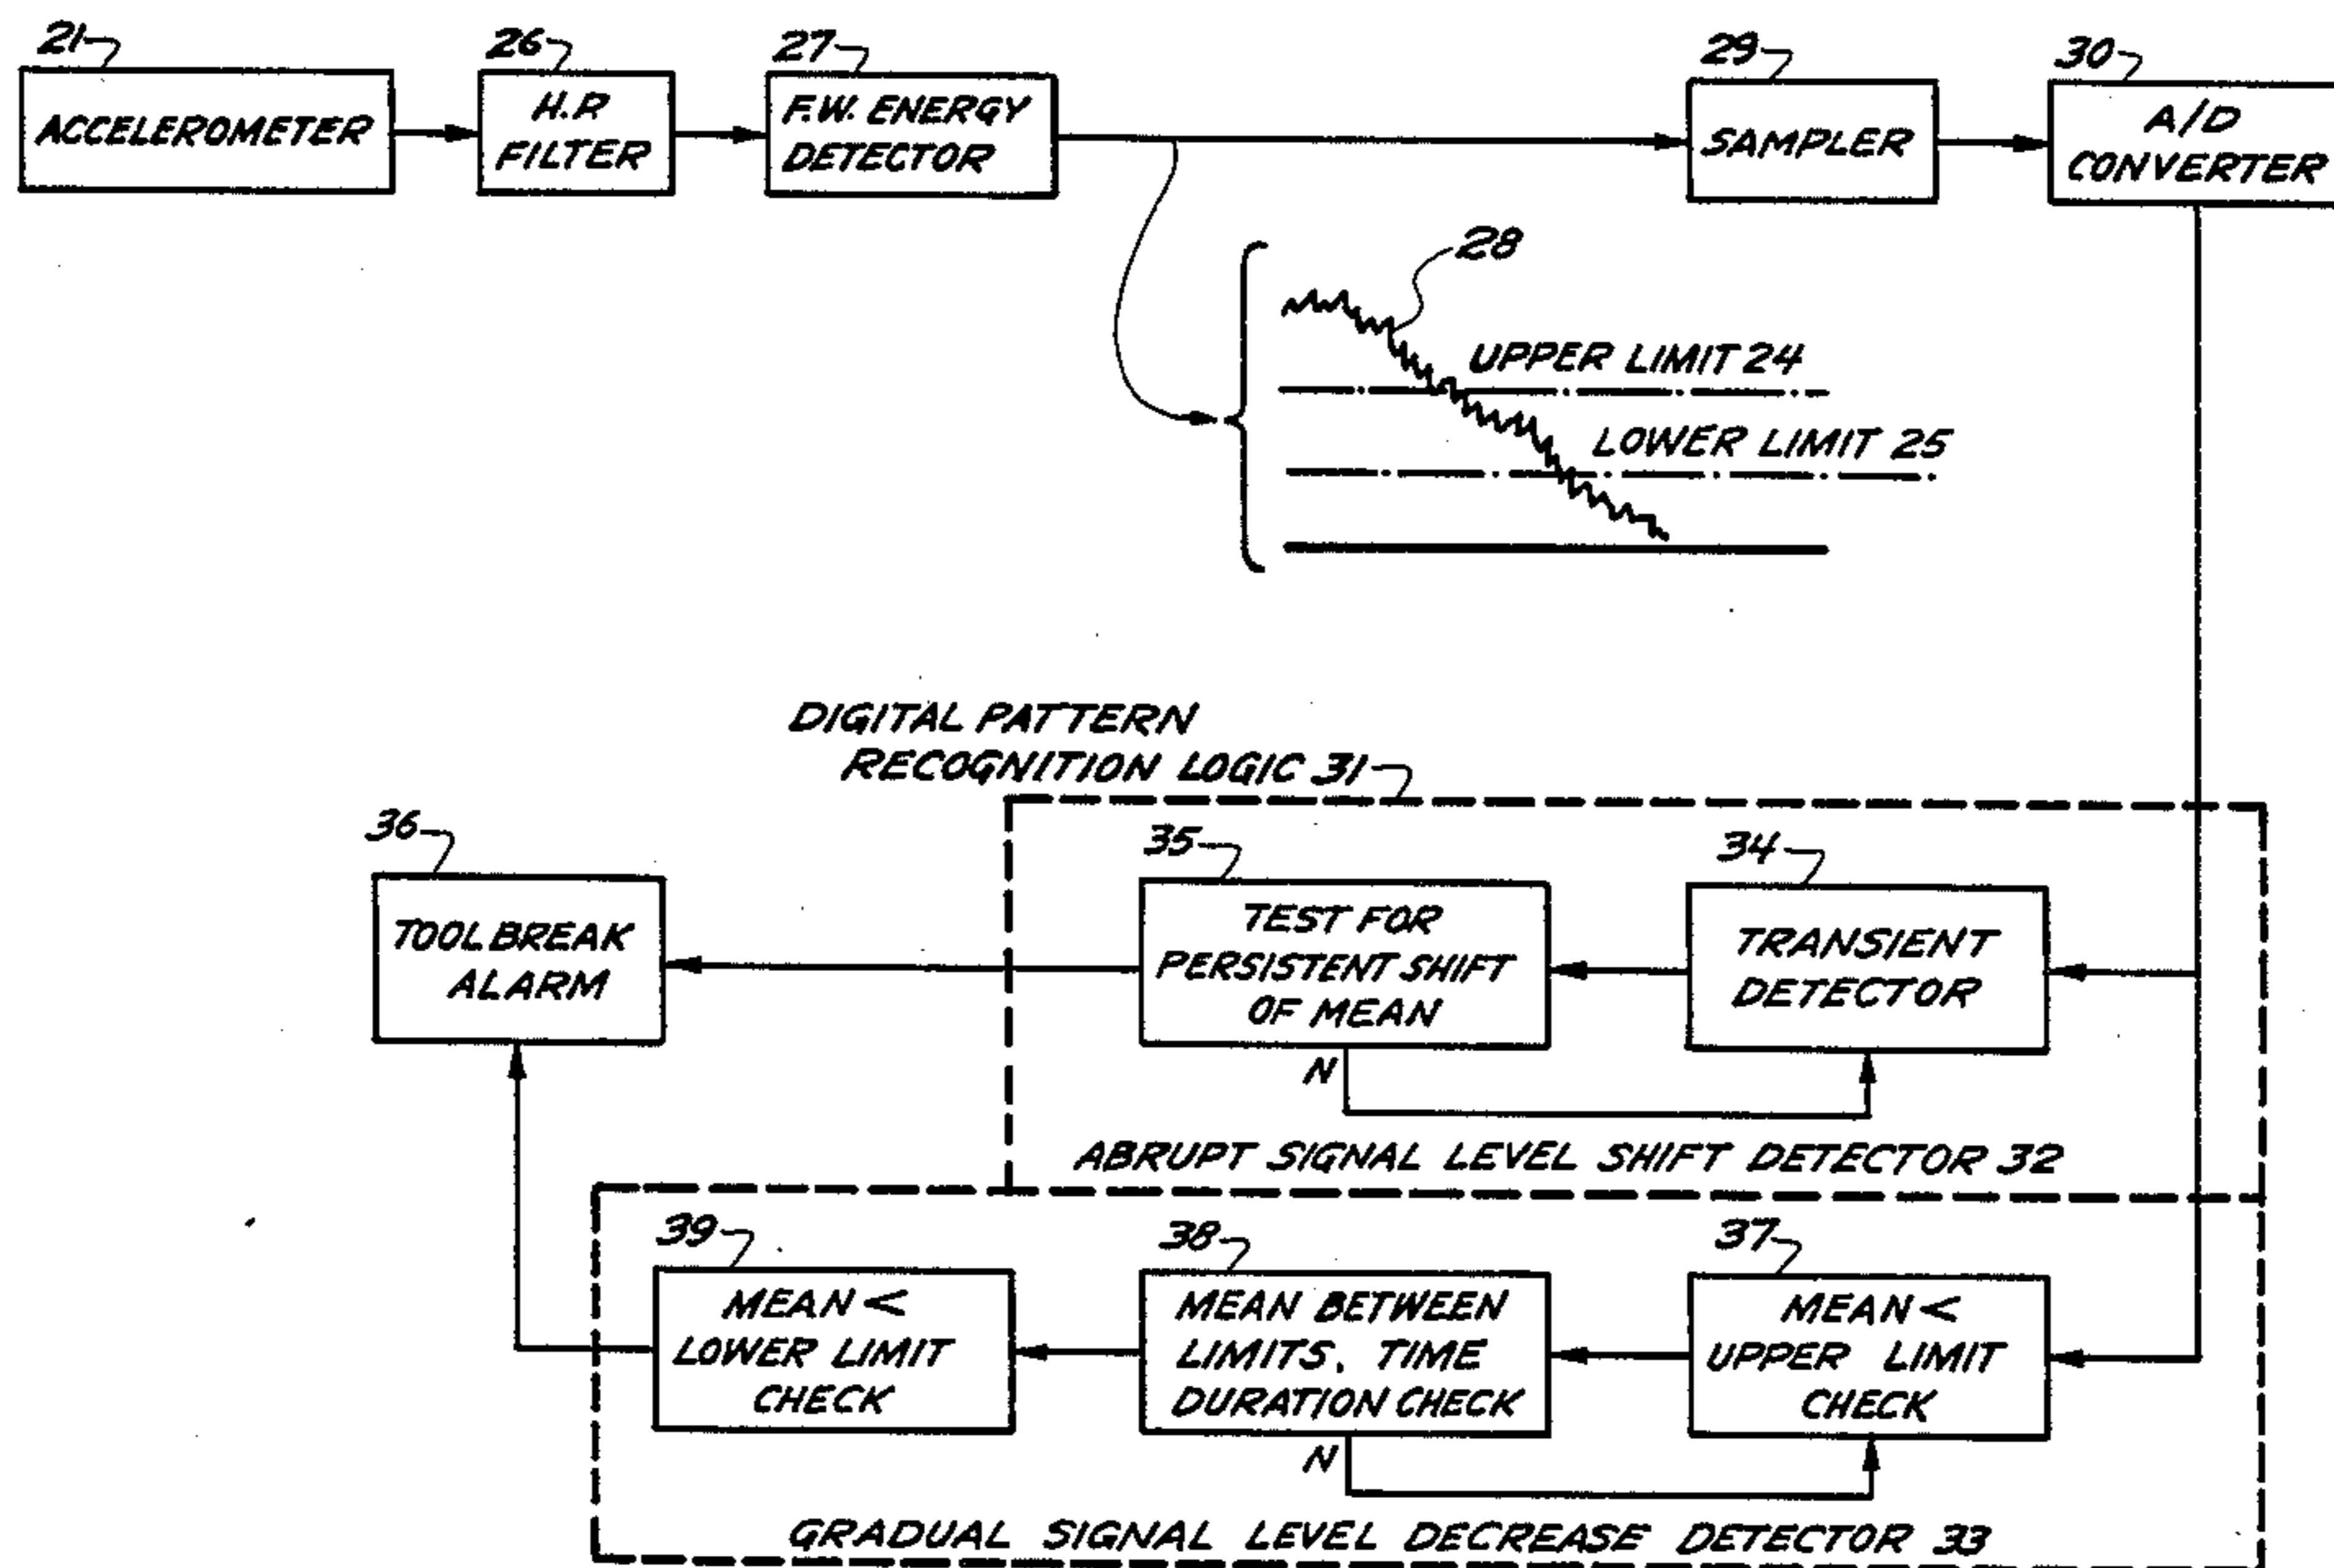 21
ACCELEROMETER
26
H.P.
FILTER
27
F.W. ENERGY
DETECTOR
29
SAMPLER
30
A/D
CONVERTER
28
UPPER LIMIT 24
LOWER LIMIT 25
DIGITAL PATTERN
RECOGNITION LOGIC 31
36
TOOL BREAK
ALARM
35
TEST FOR
PERSISTENT SHIFT
OF MEAN
N
34
TRANSIENT
DETECTOR
ABRUPT SIGNAL LEVEL SHIFT DETECTOR 32
39
MEAN <
LOWER LIMIT
CHECK
38
MEAN BETWEEN
LIMITS, TIME
DURATION CHECK
N
37
MEAN <
UPPER LIMIT
CHECK
GRADUAL SIGNAL LEVEL DECREASE DETECTOR 33